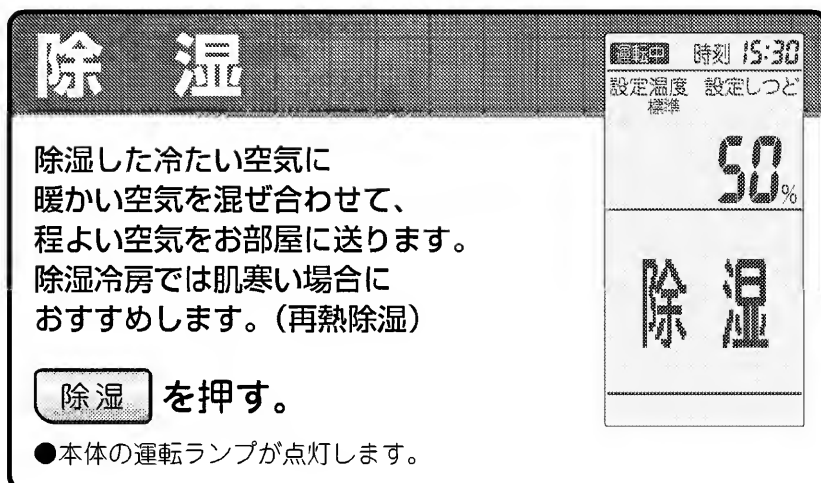 除 湿
運転中 時刻 15:30
設定温度 設定しつど
標準
50%
除 湿
除湿した冷たい空気に
暖かい空気を混ぜ合わせて、
程よい空気をお部屋に送ります。
除湿冷房では肌寒い場合に
おすすめします。(再熱除湿)
除湿 を押す。
●本体の運転ランプが点灯します。